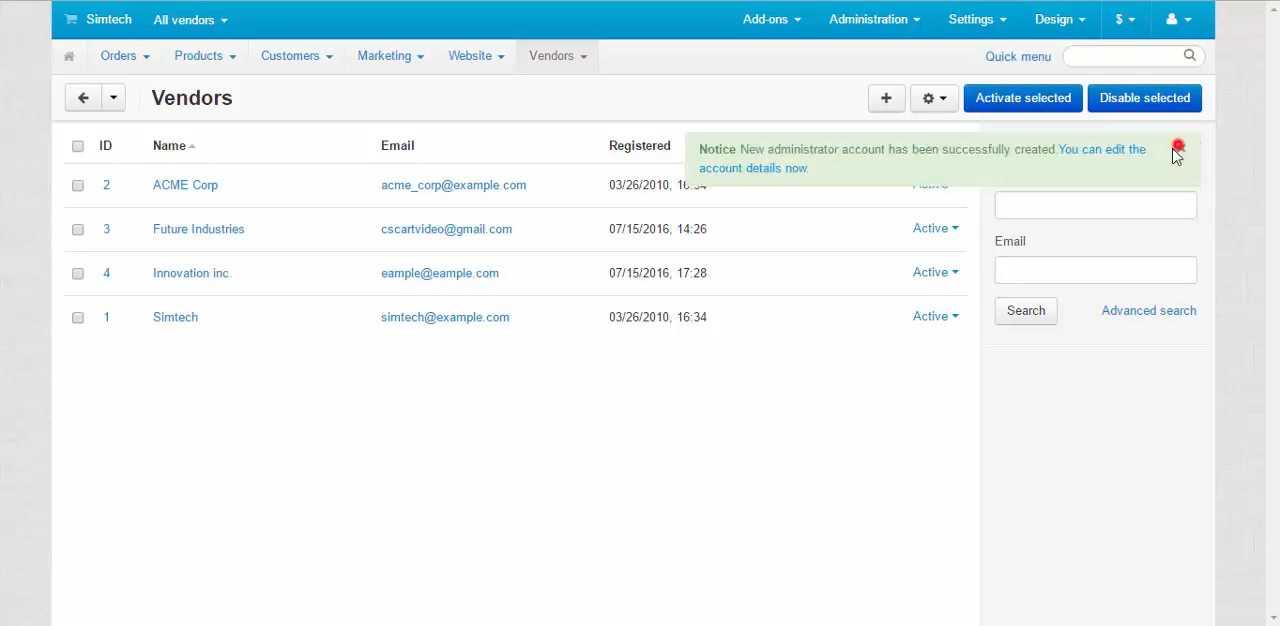 Simtech All vendors Add-ons Administration Settings Design $
Orders Products Customers Marketing Website Vendors Quick menu
Vendors Activate selected Disable selected
ID Name Email Registered
Notice New administrator account has been successfully created.You can edit the
account details now.
2 ACME Corp acme_corp@example.com 03/26/2010, 16:34 Active
3 Future Industries cscartvideo@gmail.com 07/15/2016, 14:26 Active
Email
4 Innovation inc. eample@eample.com 07/15/2016, 17:28 Active
1 Simtech simtech@example.com 03/26/2010, 16:34 Active
Search Advanced search